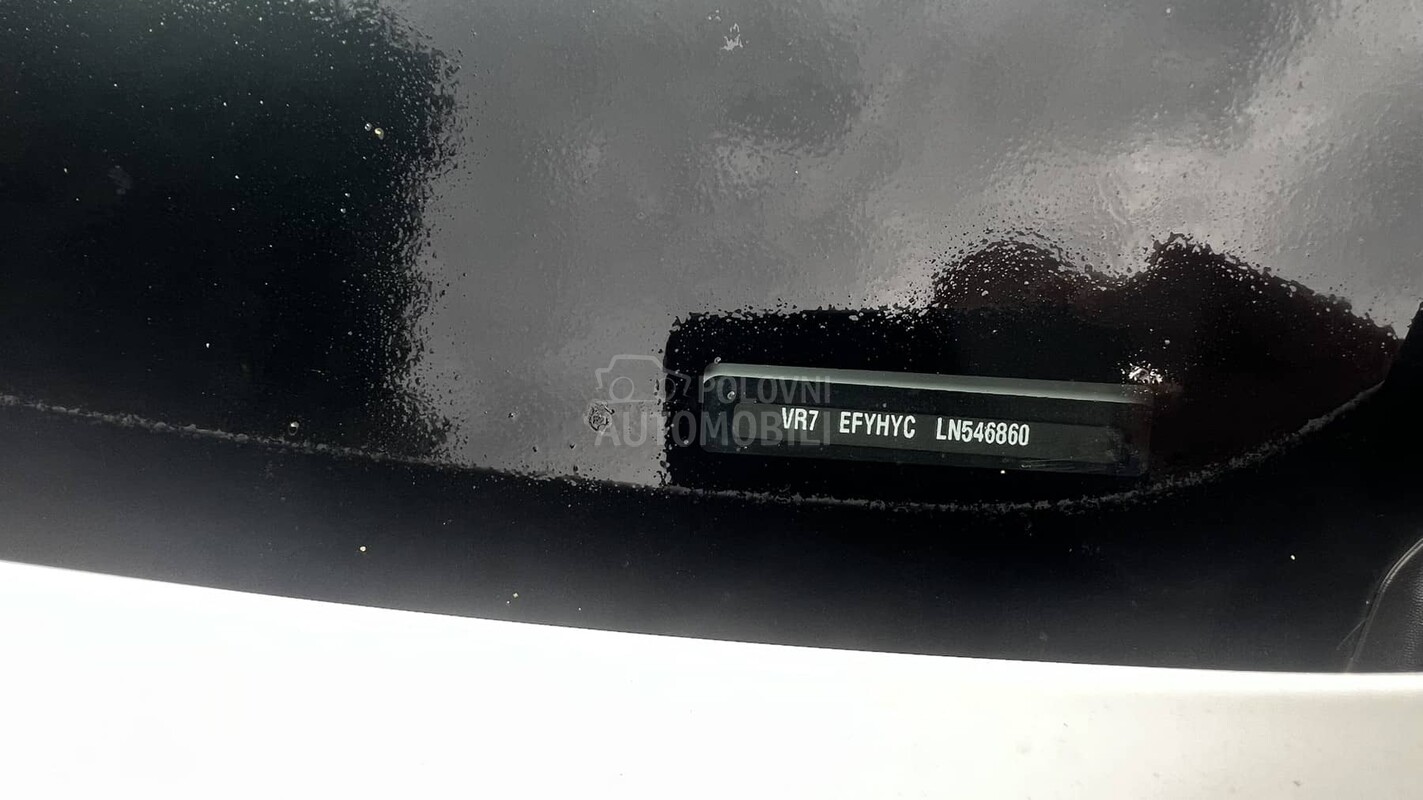 POLOVNI
AUTOMOBILI
VR7 EFYHYC LN546860